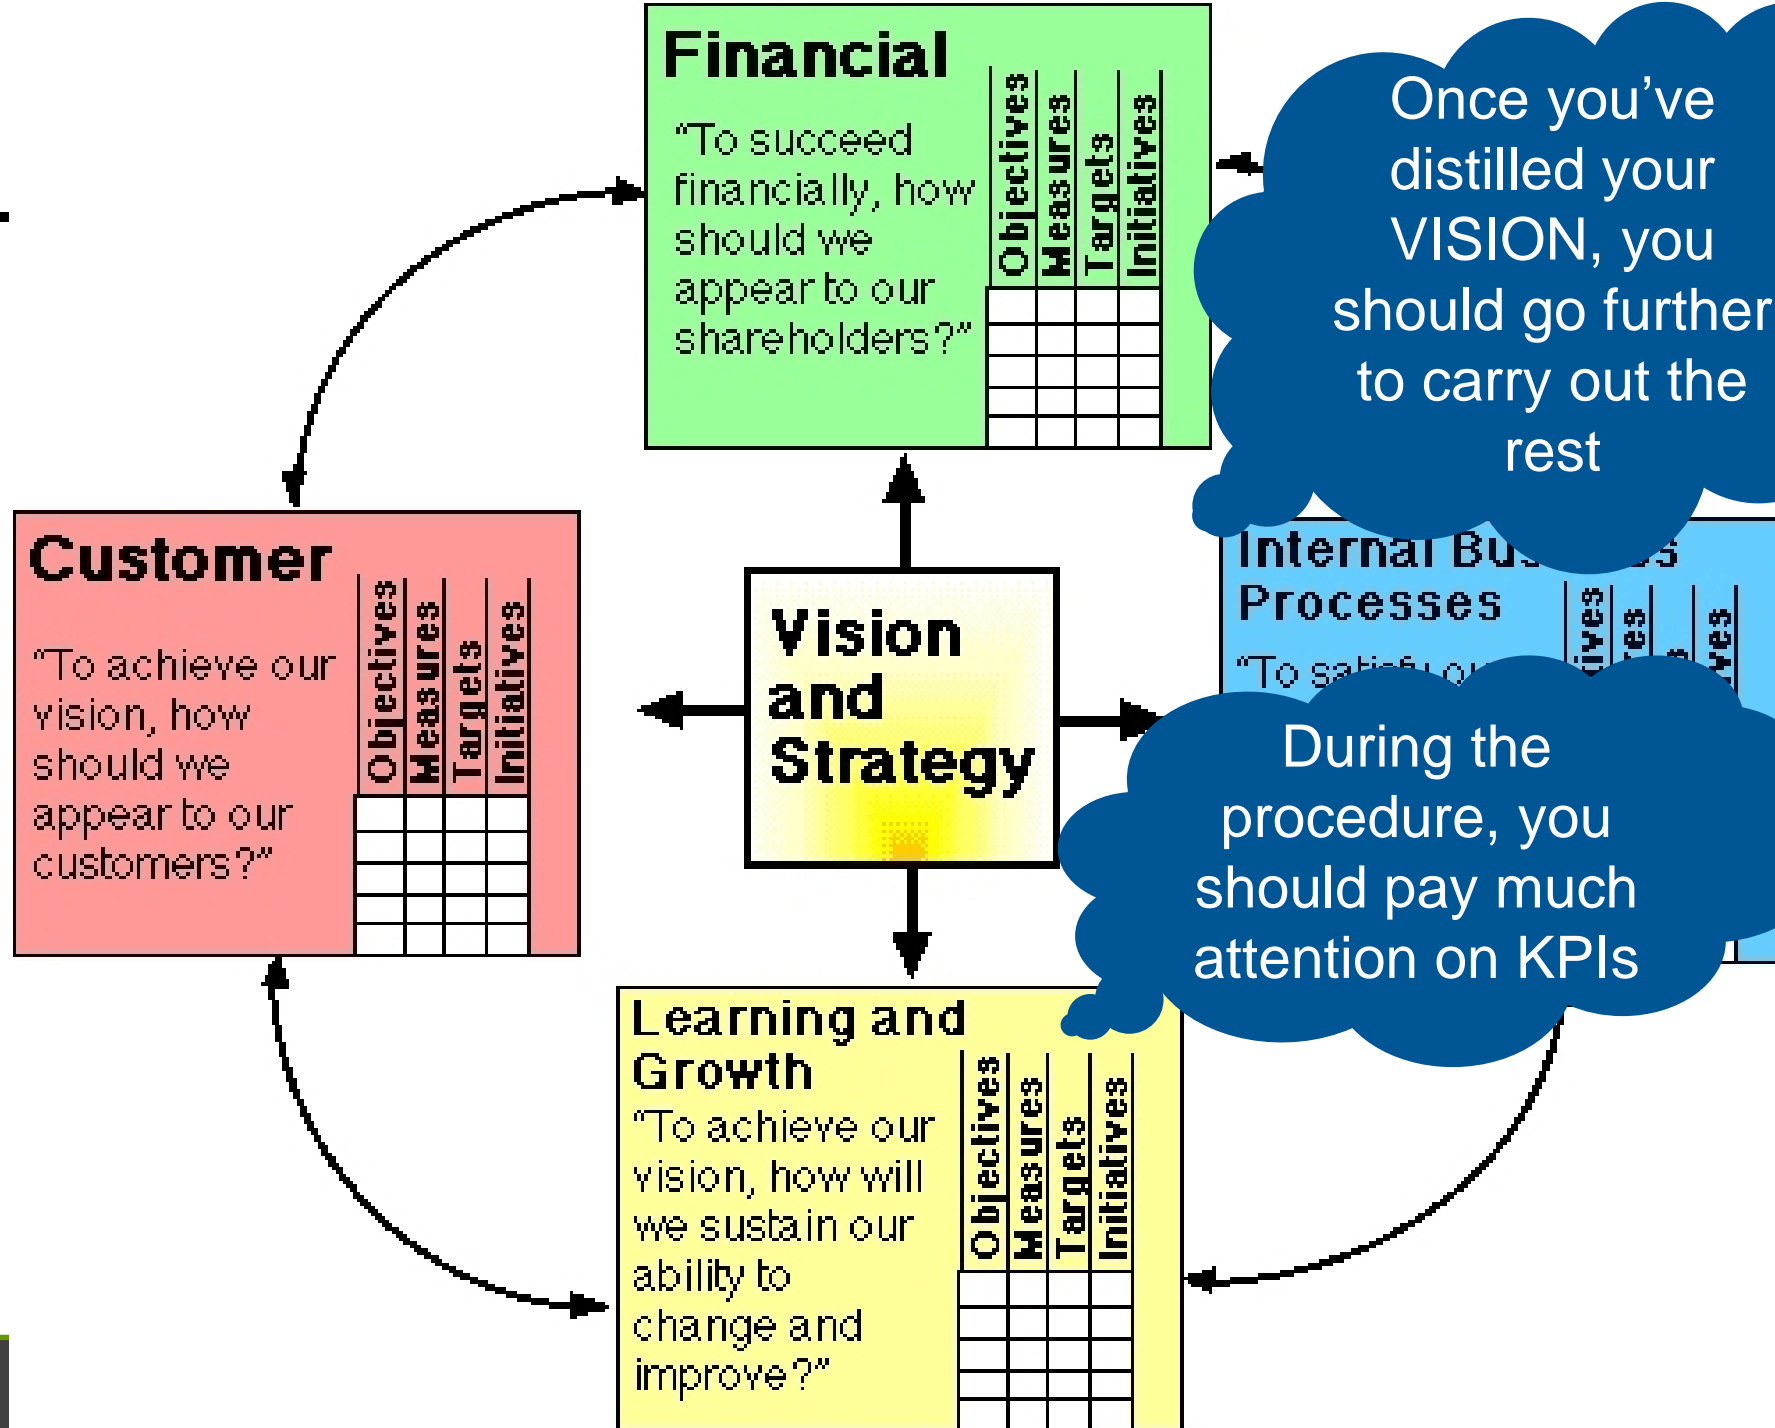 Financial
“To succeed
financially, how
should we
appear to our
shareholders?”
Objectives
Measures
Targets
Initiatives
Once you’ve
distilled your
VISION, you
should go further
to carry out the
rest
Customer
“To achieve our
vision, how
should we
appear to our
customers?”
Objectives
Measures
Targets
Initiatives
Vision
and
Strategy
Internal
Processes
“To satisfy
During the
procedure, you
should pay much
attention on KPIs
Learning and
Growth
“To achieve our
vision, how will
we sustain our
ability to
change and
improve?”
Objectives
Measures
Targets
Initiatives